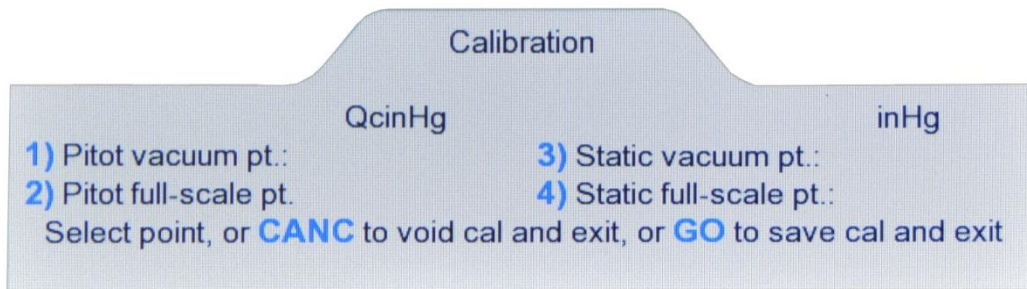 Calibration
QcinHg inHg
1) Pitot vacuum pt.: 3) Static vacuum pt.:
2) Pitot full-scale pt. 4) Static full-scale pt.:
Select point, or CANC to void cal and exit, or GO to save cal and exit